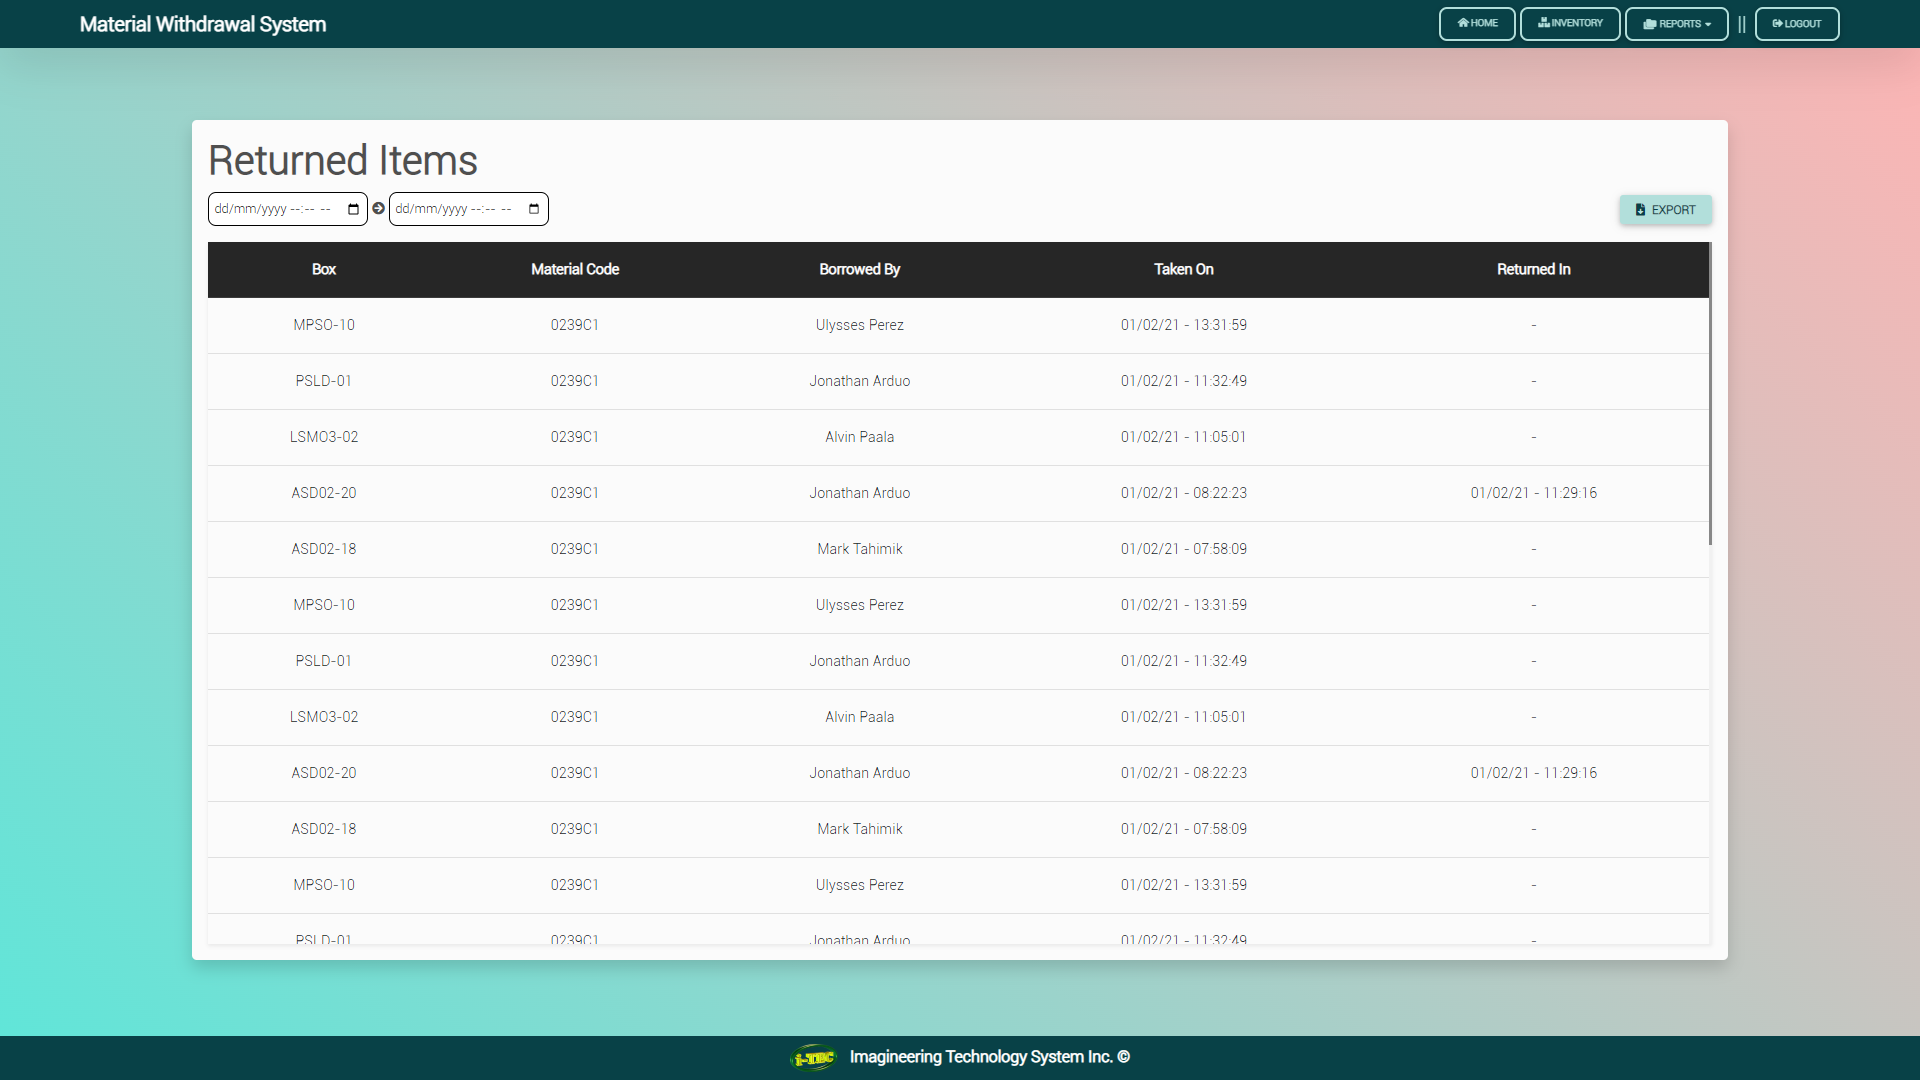 Material Withdrawal System HOME INVENTORY REPORTS || LOGOUT
Returned Items
dd/mm/yyyy --:-- -- dd/mm/yyyy --:-- -- EXPORT
Box Material Code Borrowed By Taken On Returned In
MPSO-10 0239C1 Ulysses Perez 01/02/21 - 13:31:59 -
PSLD-01 0239C1 Jonathan Arduo 01/02/21 - 11:32:49 -
LSMO3-02 0239C1 Alvin Paala 01/02/21 - 11:05:01 -
ASD02-20 0239C1 Jonathan Arduo 01/02/21 - 08:22:23 01/02/21 - 11:29:16
ASD02-18 0239C1 Mark Tahimik 01/02/21 - 07:58:09 -
MPSO-10 0239C1 Ulysses Perez 01/02/21 - 13:31:59 -
PSLD-01 0239C1 Jonathan Arduo 01/02/21 - 11:32:49 -
LSMO3-02 0239C1 Alvin Paala 01/02/21 - 11:05:01 -
ASD02-20 0239C1 Jonathan Arduo 01/02/21 - 08:22:23 01/02/21 - 11:29:16
ASD02-18 0239C1 Mark Tahimik 01/02/21 - 07:58:09 -
MPSO-10 0239C1 Ulysses Perez 01/02/21 - 13:31:59 -
PSLD-01 0239C1 Jonathan Arduo 01/02/21 - 11:32:49 -
Imagineering Technology System Inc. ©